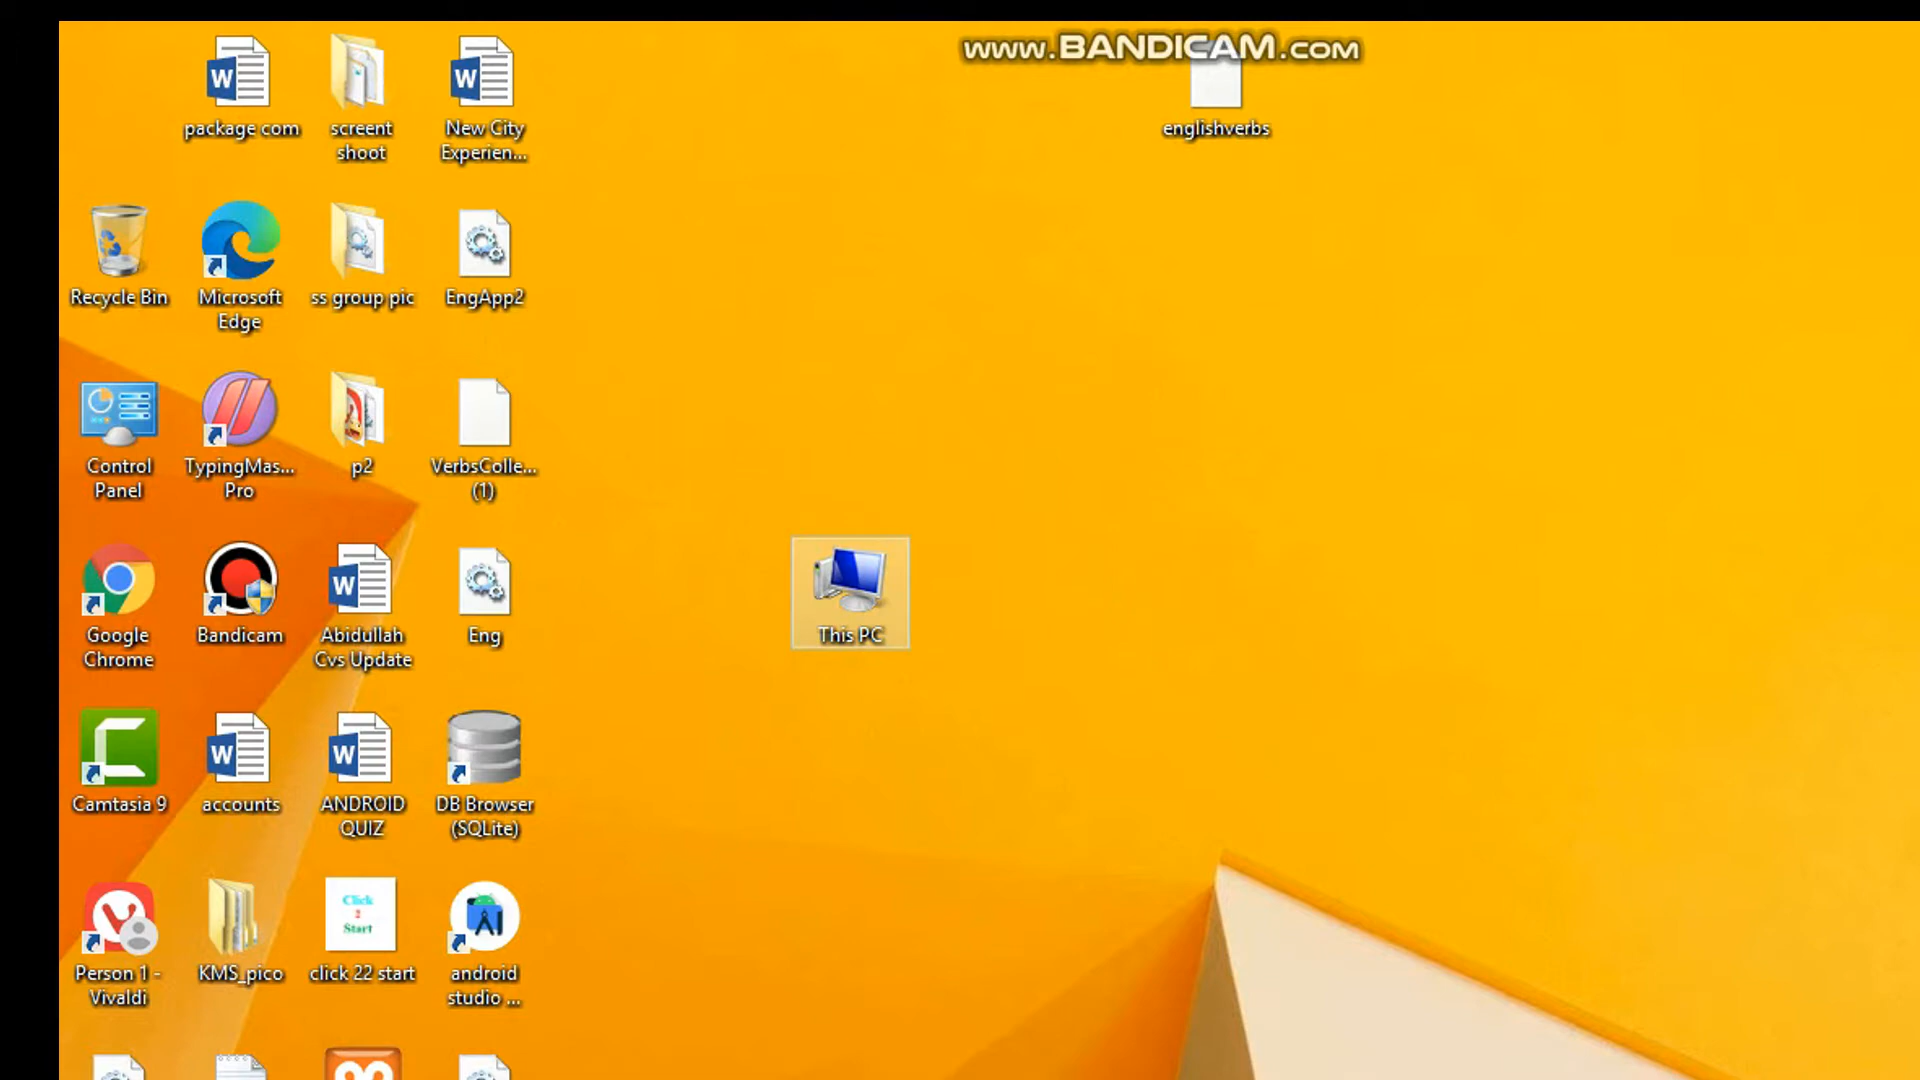 www.BANDICAM.com
package com
screent
shoot
New City
Experien...
englishverbs
Recycle Bin
Microsoft
Edge
ss group pic
EngApp2
Control
Panel
TypingMas...
Pro
p2
VerbsColle...
(1)
Google
Chrome
Bandicam
Abidullah
Cvs Update
Eng
This PC
Camtasia 9
accounts
ANDROID
QUIZ
DB Browser
(SQLite)
Click
2
Start
Person 1 -
Vivaldi
KMS_pico
click 22 start
android
studio ...